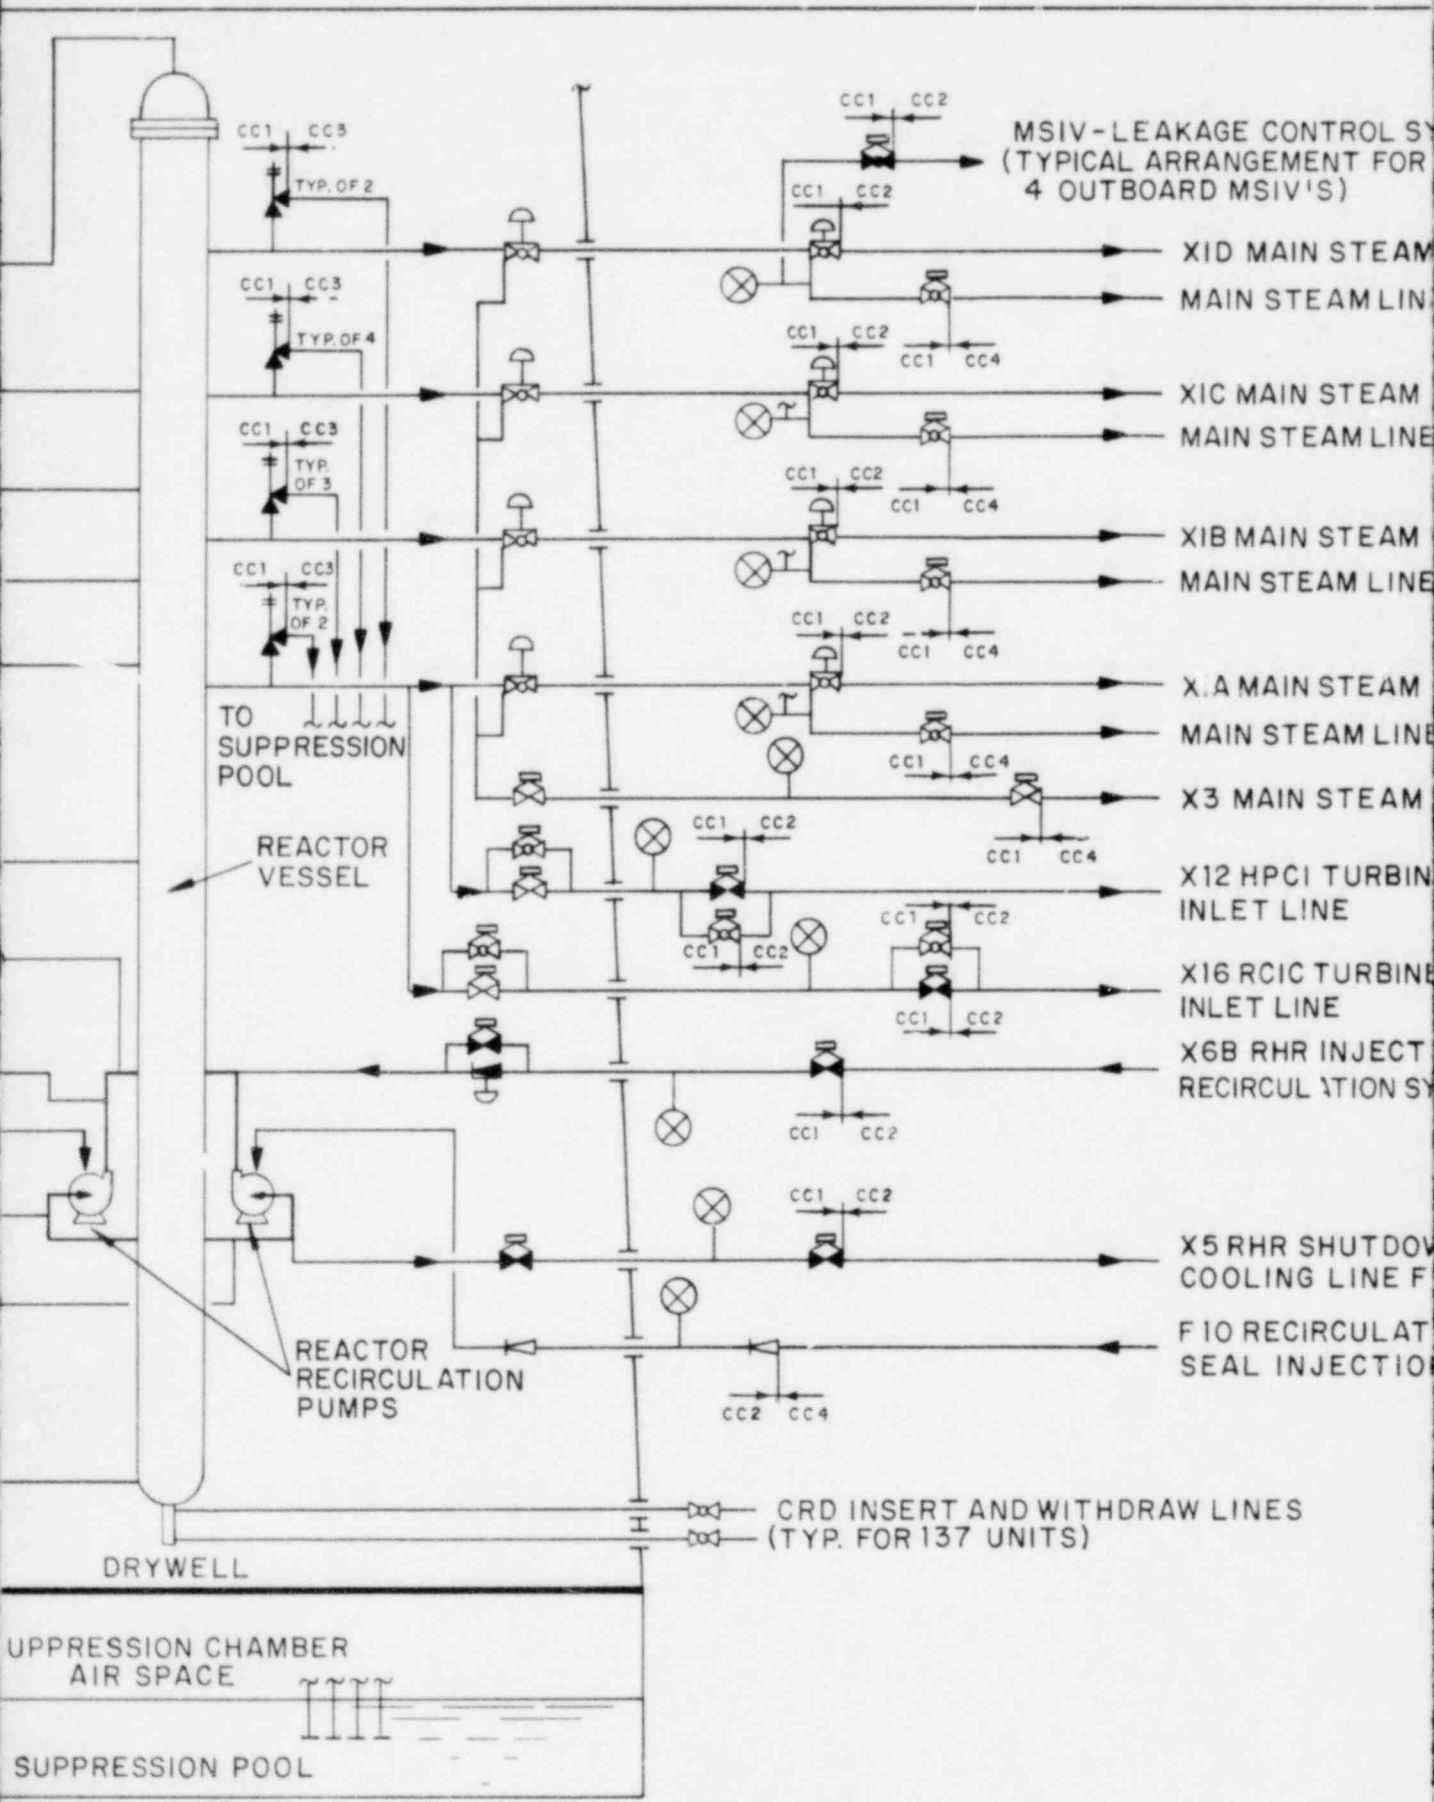 CC1 CC2
MSIV-LEAKAGE CONTROL SY
(TYPICAL ARRANGEMENT FOR
4 OUTBOARD MSIV'S)
CC1 CC3
TYP. OF 2
CC1 CC2
X1D MAIN STEAM
CC1 CC3
MAIN STEAM LIN
TYP. OF 4
CC1 CC2
CC1 CC4
X1C MAIN STEAM
CC1 CC3
MAIN STEAM LINE
TYP.
OF 3
CC1 CC2
CC1 CC4
X1B MAIN STEAM
CC1 CC3
MAIN STEAM LINE
TYP.
OF 2
CC1 CC2
CC1 CC4
X.A MAIN STEAM
TO
SUPPRESSION
POOL
MAIN STEAM LINE
CC1 CC4
X3 MAIN STEAM
CC1 CC2
CC1 CC4
REACTOR
VESSEL
X12 HPCI TURBIN
INLET LINE
CC1 CC2
CC1 CC2
X16 RCIC TURBINE
INLET LINE
CC1 CC2
X6B RHR INJECT
RECIRCULATION SY
CC1 CC2
CC1 CC2
X5 RHR SHUTDOW
COOLING LINE F
F10 RECIRCULAT
SEAL INJECTIO
REACTOR
RECIRCULATION
PUMPS
CC2 CC4
CRD INSERT AND WITHDRAW LINES
(TYP. FOR 137 UNITS)
DRYWELL
UPPRESSION CHAMBER
AIR SPACE
SUPPRESSION POOL